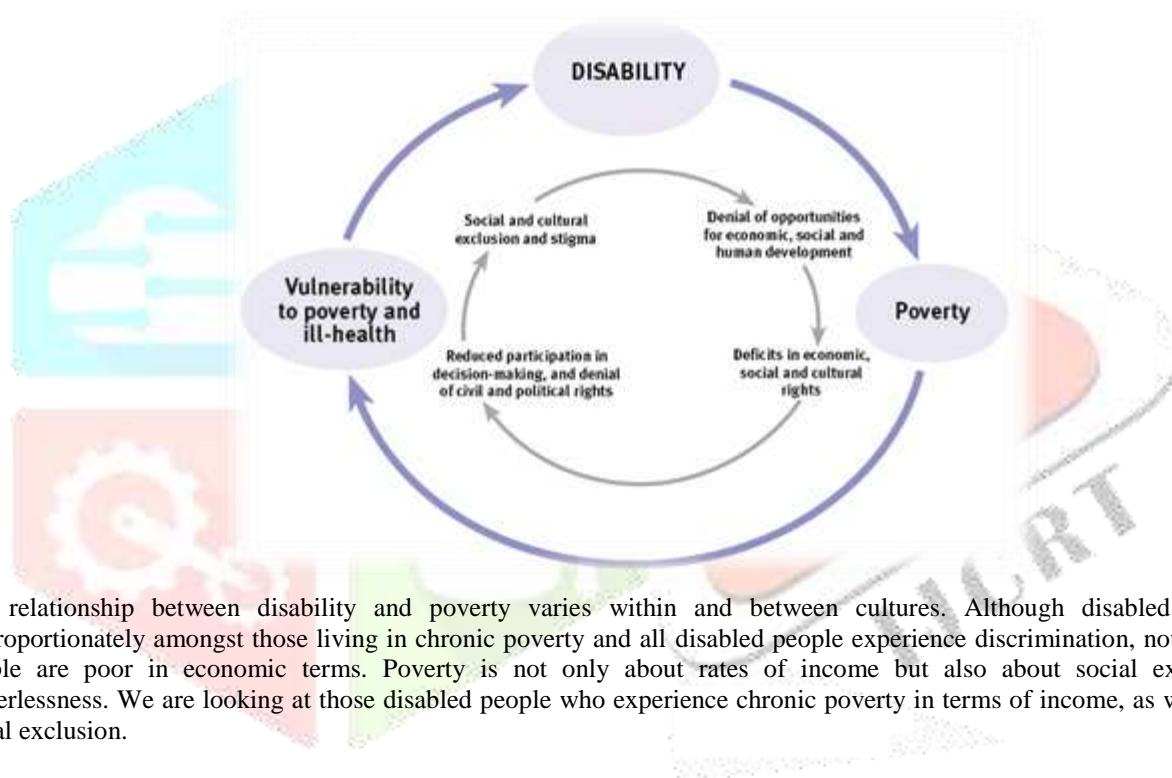 DISABILITY
Social and cultural
exclusion and stigma
Denial of opportunities
for economic, social and
human development
Vulnerability
to poverty and
ill-health
Poverty
Reduced participation in
decision-making, and denial
of civil and political rights
Deficits in economic,
social and cultural
rights
IJCRT
relationship between disability and poverty varies within and between cultures. Although disabled
roportionately amongst those living in chronic poverty and all disabled people experience discrimination, not
ple are poor in economic terms. Poverty is not only about rates of income but also about social ex
erlessness. We are looking at those disabled people who experience chronic poverty in terms of income, as w
al exclusion.